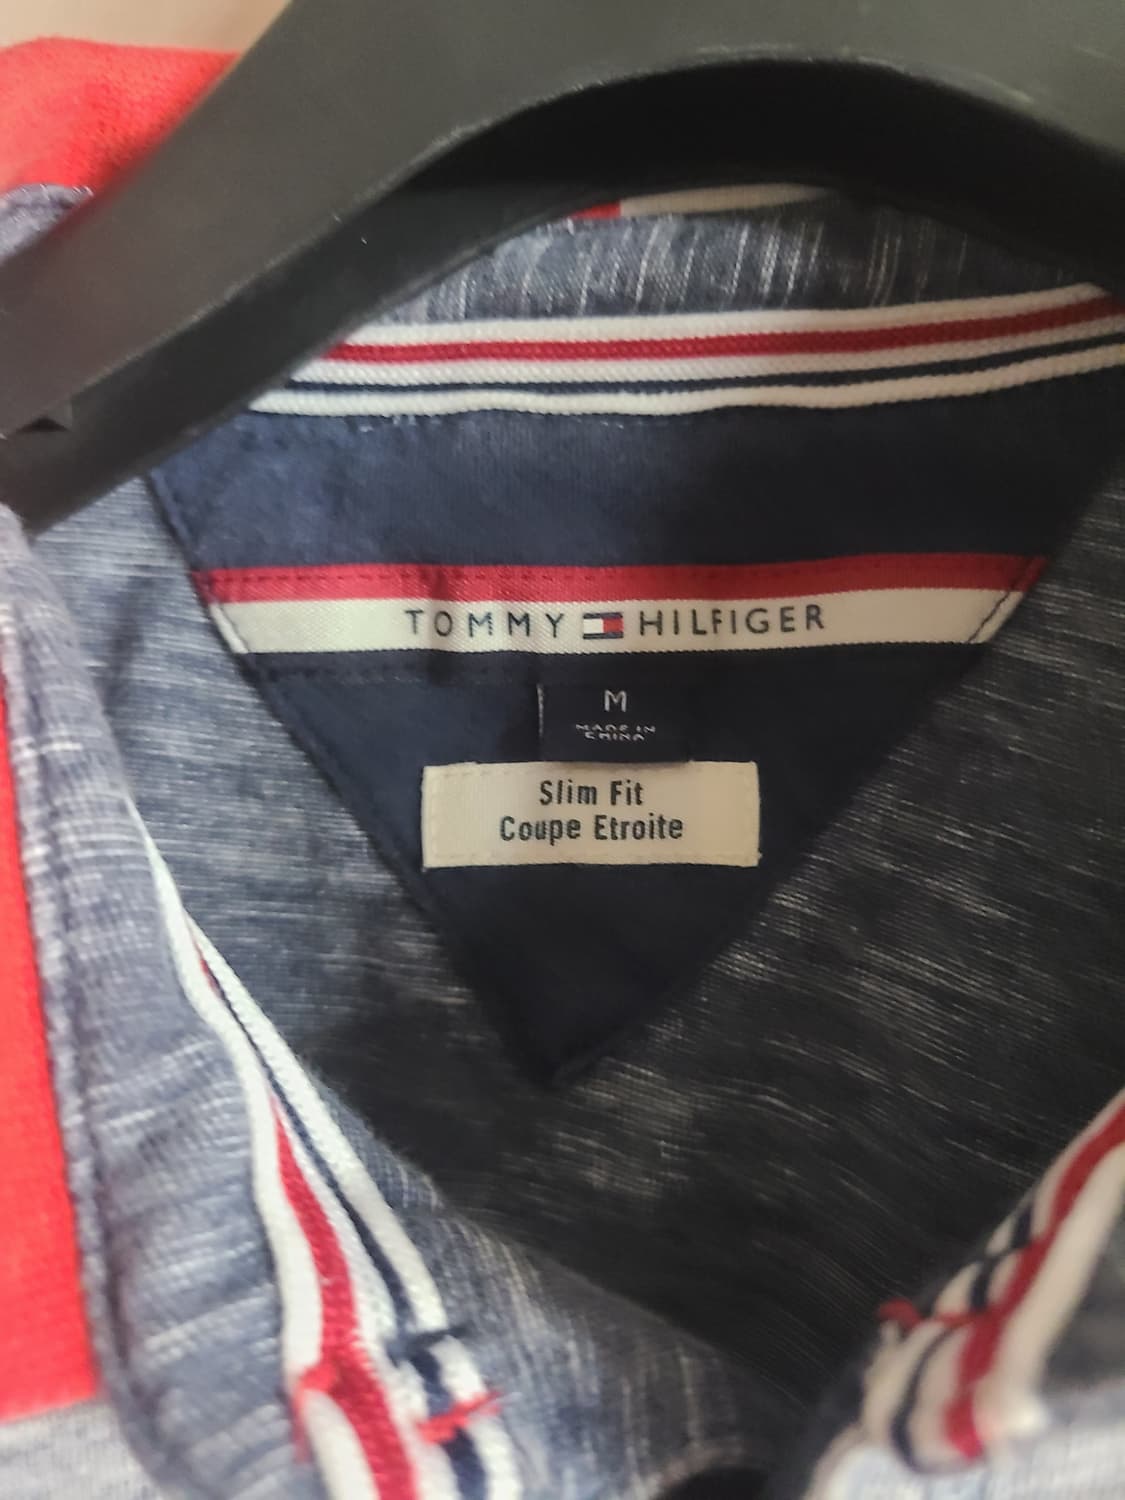 TOMMY HILFIGER
M
MADE IN
CHINA
Slim Fit
Coupe Etroite